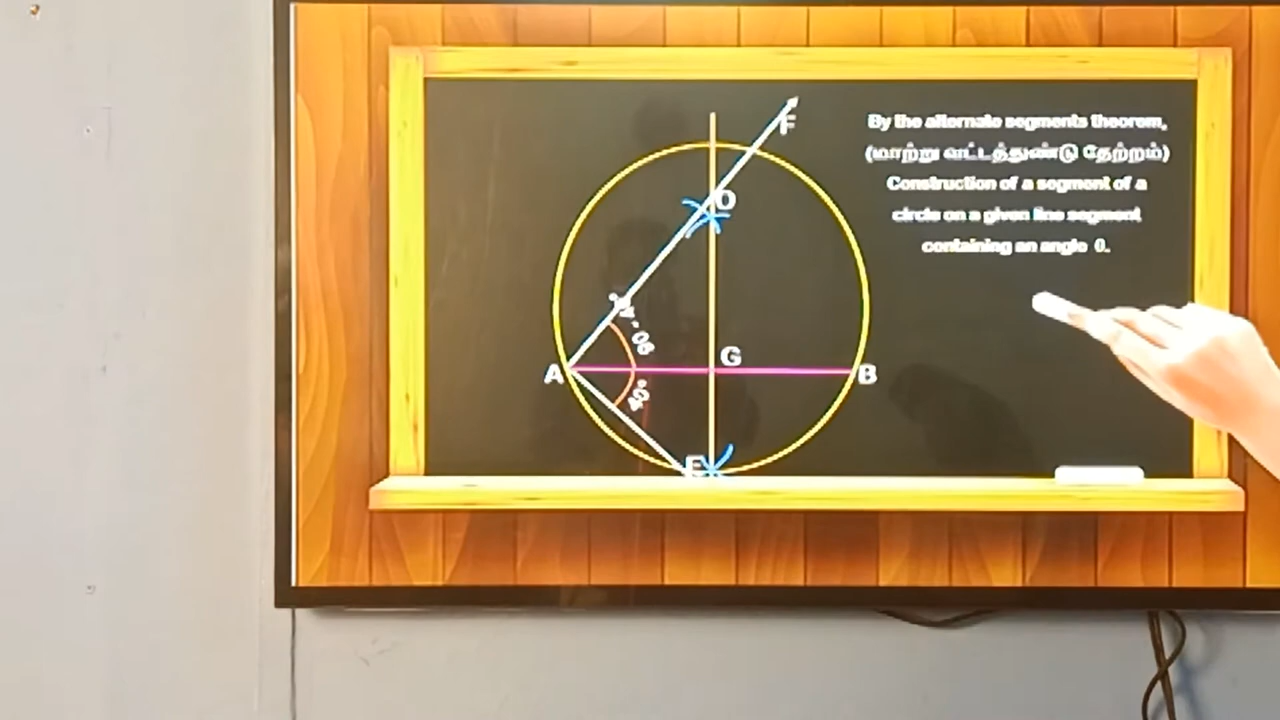 F
By the alternate segments theorem,
(மாற்று வட்டத்துண்டு தேற்றம்)
Construction of a segment of a
O
circle on a given line segment
containing an angle θ.
90 -
G
A
B
40°
E